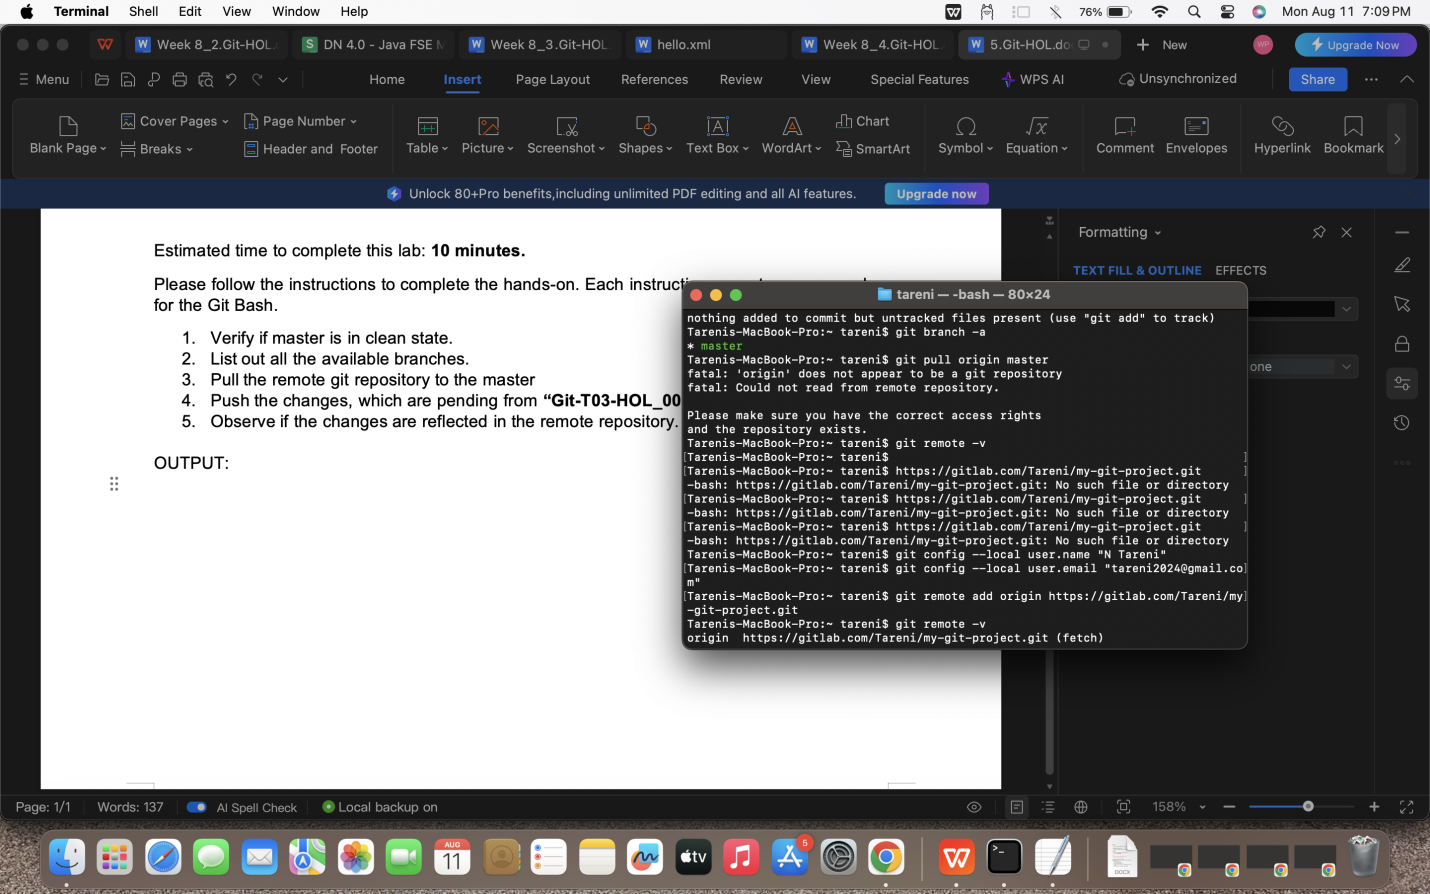 Terminal Shell Edit View Window Help 76% Mon Aug 11 7:09 PM
Week 8_2.Git-HOL. DN 4.0 - Java FSE Week 8_3.Git-HOL. hello.xml Week 8_4.Git-HOL. 5.Git-HOL.do New WP Upgrade Now
Menu Home Insert Page Layout References Review View Special Features WPS AI Unsynchronized Share
Blank Page Cover Pages Breaks Page Number Header and Footer Table Picture Screenshot Shapes Text Box WordArt Chart SmartArt Symbol Equation Comment Envelopes Hyperlink Bookmark
Unlock 80+Pro benefits,including unlimited PDF editing and all AI features. Upgrade now
Estimated time to complete this lab: 10 minutes.
Please follow the instructions to complete the hands-on. Each instructi
for the Git Bash.
1. Verify if master is in clean state.
2. List out all the available branches.
3. Pull the remote git repository to the master
4. Push the changes, which are pending from “Git-T03-HOL_00
5. Observe if the changes are reflected in the remote repository.
OUTPUT:
Formatting
TEXT FILL & OUTLINE EFFECTS
one
tareni — -bash — 80×24
nothing added to commit but untracked files present (use "git add" to track)
Tarenis-MacBook-Pro:~ tareni$ git branch -a
* master
Tarenis-MacBook-Pro:~ tareni$ git pull origin master
fatal: 'origin' does not appear to be a git repository
fatal: Could not read from remote repository.
Please make sure you have the correct access rights
and the repository exists.
Tarenis-MacBook-Pro:~ tareni$ git remote -v
[Tarenis-MacBook-Pro:~ tareni$ ]
[Tarenis-MacBook-Pro:~ tareni$ https://gitlab.com/Tareni/my-git-project.git ]
-bash: https://gitlab.com/Tareni/my-git-project.git: No such file or directory
[Tarenis-MacBook-Pro:~ tareni$ https://gitlab.com/Tareni/my-git-project.git ]
-bash: https://gitlab.com/Tareni/my-git-project.git: No such file or directory
[Tarenis-MacBook-Pro:~ tareni$ https://gitlab.com/Tareni/my-git-project.git ]
-bash: https://gitlab.com/Tareni/my-git-project.git: No such file or directory
Tarenis-MacBook-Pro:~ tareni$ git config --local user.name "N Tareni"
[Tarenis-MacBook-Pro:~ tareni$ git config --local user.email "tareni2024@gmail.co]
m"
[Tarenis-MacBook-Pro:~ tareni$ git remote add origin https://gitlab.com/Tareni/my]
-git-project.git
Tarenis-MacBook-Pro:~ tareni$ git remote -v
origin https://gitlab.com/Tareni/my-git-project.git (fetch)
Page: 1/1 Words: 137 AI Spell Check Local backup on 158%
AUG
11
tv
5
DOCX